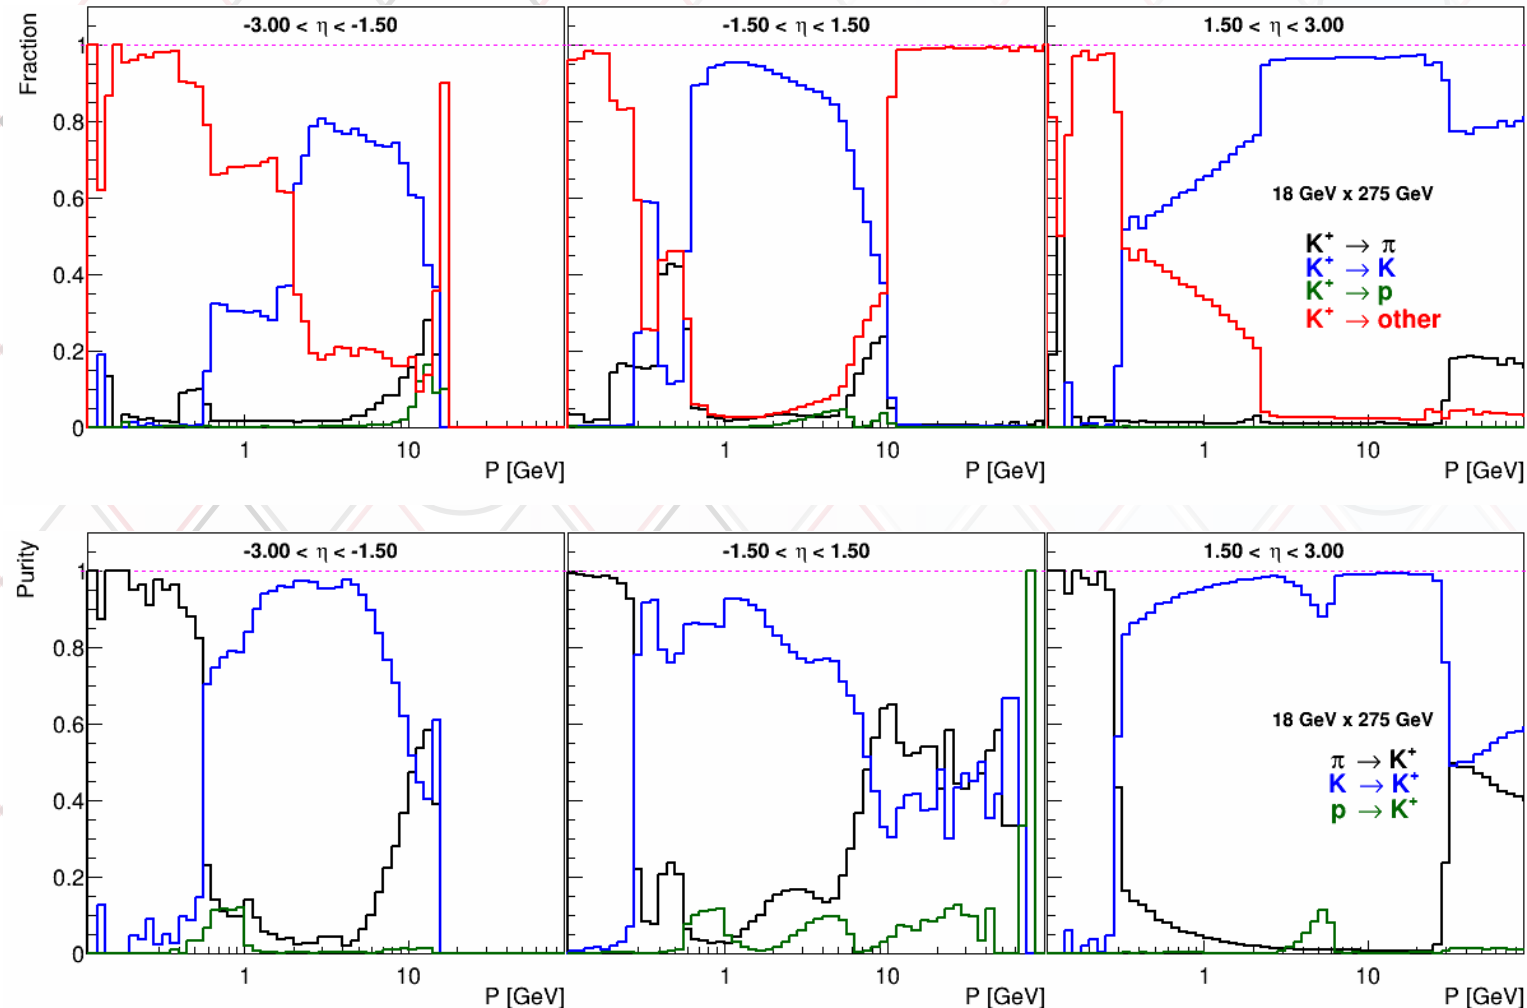 -3.00 < η < -1.50
-1.50 < η < 1.50
1.50 < η < 3.00
Fraction
1
0.8
0.6
0.4
0.2
0
18 GeV x 275 GeV
K⁺ → π
K⁺ → K
K⁺ → p
K⁺ → other
1 10
1 10
1 10
P [GeV]
P [GeV]
P [GeV]
-3.00 < η < -1.50
-1.50 < η < 1.50
1.50 < η < 3.00
Purity
1
0.8
0.6
0.4
0.2
0
18 GeV x 275 GeV
π → K⁺
K → K⁺
p → K⁺
1 10
1 10
1 10
P [GeV]
P [GeV]
P [GeV]